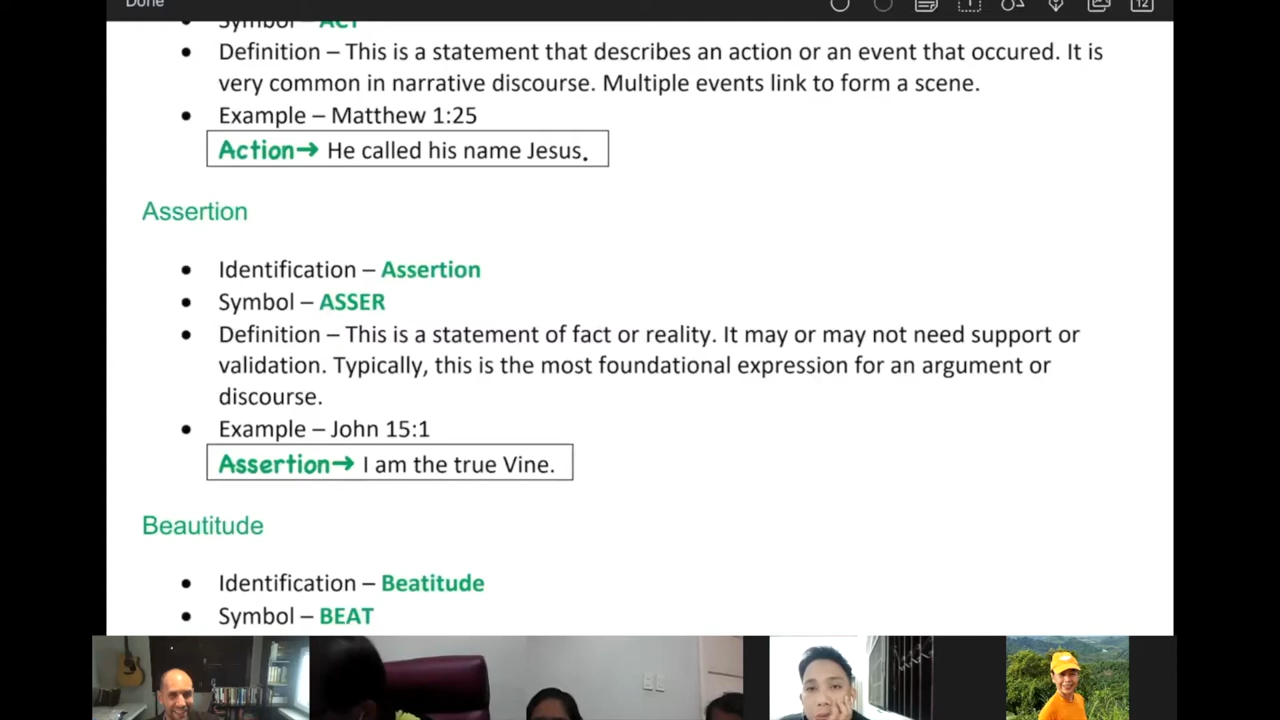 Done
12
• Symbol – ACT
• Definition – This is a statement that describes an action or an event that occured. It is
very common in narrative discourse. Multiple events link to form a scene.
• Example – Matthew 1:25
Action→ He called his name Jesus.
Assertion
• Identification – Assertion
• Symbol – ASSER
• Definition – This is a statement of fact or reality. It may or may not need support or
validation. Typically, this is the most foundational expression for an argument or
discourse.
• Example – John 15:1
Assertion→ I am the true Vine.
Beautitude
• Identification – Beatitude
• Symbol – BEAT